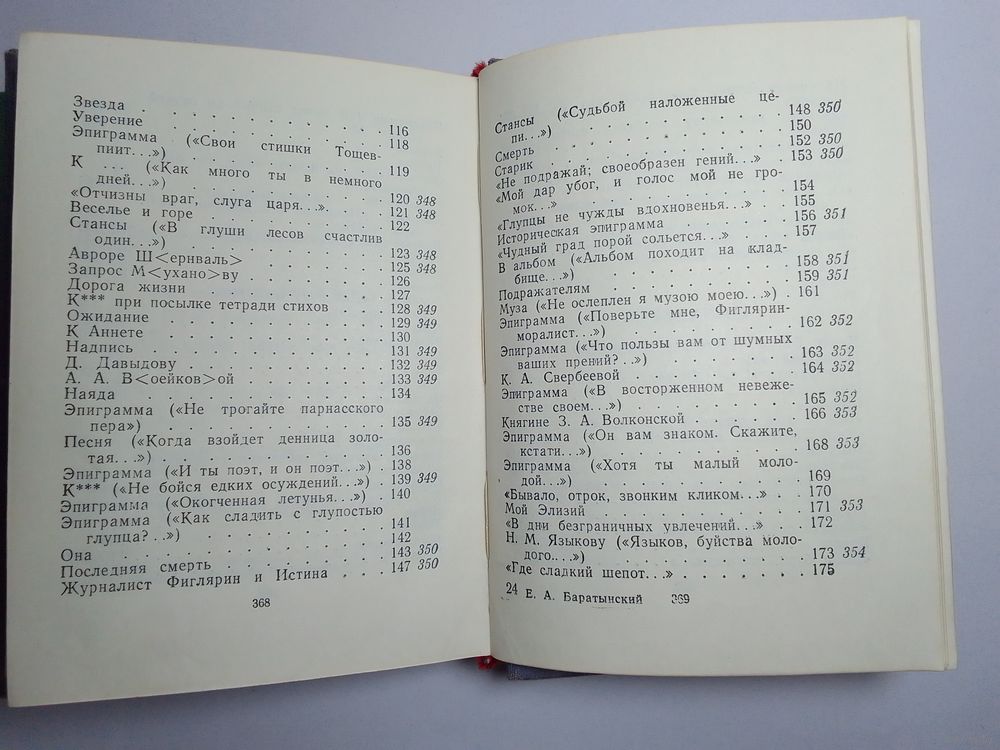 Звезда . . . . . . . . . . . 116
Уверение . . . . . . . . . . 118
Эпиграмма («Свои стишки Тощев-
пиит...») . . . . . . . . . . 119
К ... («Как много ты в немного
дней...») . . . . . . . . . . 120 348
«Отчизны враг, слуга царя...». . . . 121 348
Веселье и горе . . . . . . . . 122
Стансы («В глуши лесов счастлив
один...») . . . . . . . . . . 123 348
Авроре Ш<ернваль> . . . . . . 125 348
Запрос М<ухано>ву . . . . . . 126
Дорога жизни . . . . . . . . 127
К*** при посылке тетради стихов . . 128 349
Ожидание . . . . . . . . . . 129 349
К Аннете . . . . . . . . . . 130
Надпись . . . . . . . . . . 131 349
Д. Давыдову . . . . . . . . 132 349
А. А. В<оейков>ой . . . . . . 133 349
Наяда . . . . . . . . . . . 134
Эпиграмма («Не трогайте парнасского
пера») . . . . . . . . . . . 135 349
Песня («Когда взойдет денница золо-
тая...») . . . . . . . . . . 136
Эпиграмма («И ты поэт, и он поэт...») . 138
К*** («Не бойся едких осуждений...») . 139 349
Эпиграмма («Окогченная летунья...») . 140
Эпиграмма («Как сладить с глупостью
глупца?..») . . . . . . . . . 141
Она . . . . . . . . . . . . 142
Последняя смерть . . . . . . . 143 350
Журналист Фиглярин и Истина . . . 147 350
368
Стансы («Судьбой наложенные це-
пи...») . . . . . . . . . . 148 350
Смерть . . . . . . . . . . 150
Старик . . . . . . . . . . 152 350
«Не подражай; своеобразен гений...» . 153 350
«Мой дар убог, и голос мой не гро-
мок...» . . . . . . . . . . 154
«Глупцы не чужды вдохновенья...» . . 155
Историческая эпиграмма . . . . . 156 351
«Чудный град порой сольется...» . . . 157
В альбом («Альбом походит на клад-
бище...») . . . . . . . . . 158 351
Подражателям . . . . . . . . 159 351
Муза («Не ослеплен я музою моею...») . 161
Эпиграмма («Поверьте мне, Фиглярин-
моралист...») . . . . . . . . 162 352
Эпиграмма («Что пользы вам от шумных
ваших прений?..») . . . . . . 163 352
К. А. Свербеевой . . . . . . . 164 352
Эпиграмма («В восторженном невеже-
стве своем...») . . . . . . . 165 352
Княгине З. А. Волконской . . . . . 166 353
Эпиграмма («Он вам знаком. Скажите,
кстати...») . . . . . . . . 168 353
Эпиграмма («Хотя ты малый моло-
дой...») . . . . . . . . . 169
«Бывало, отрок, звонким кликом...» . . 170
Мой Элизий . . . . . . . . . 171 353
«В дни безграничных увлечений...» . . 172
Н. М. Языкову («Языков, буйства моло-
дого...») . . . . . . . . . 173 354
«Где сладкий шепот...» . . . . . . 175
24 Е. А. Баратынский 369